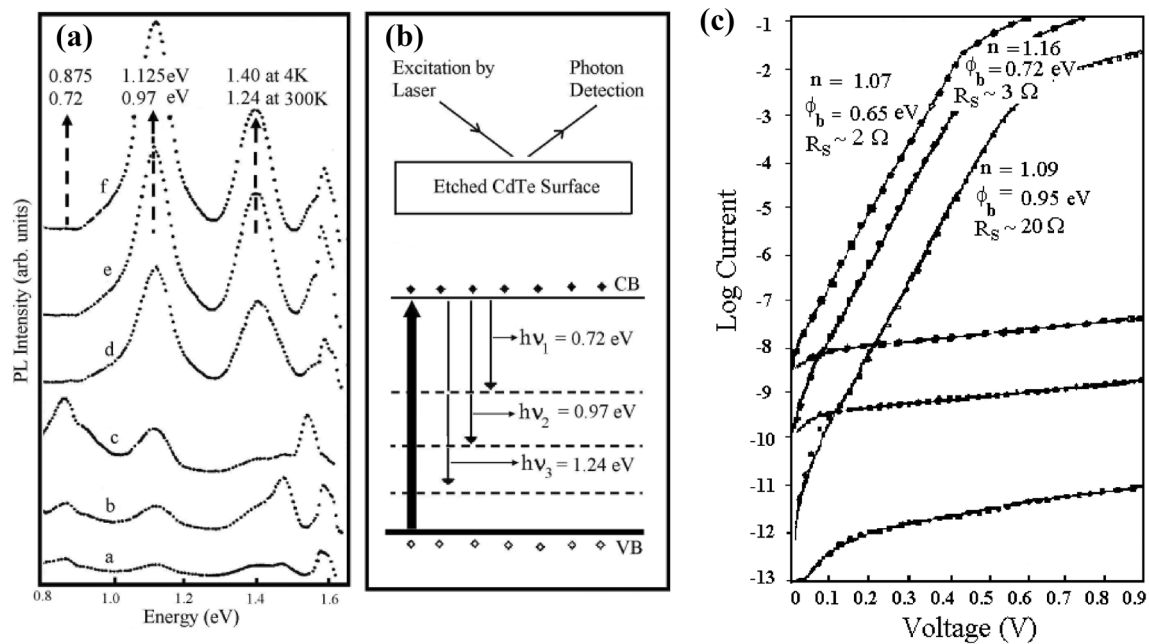 (a)
0.875 1.125eV 1.40 at 4K
0.72 0.97 eV 1.24 at 300K
f
e
d
c
b
a
PL Intensity (arb. units)
0.8 1.0 1.2 1.4 1.6
Energy (eV)
(b)
Excitation by Laser
Photon Detection
Etched CdTe Surface
CB
hν1 = 0.72 eV
hν2 = 0.97 eV
hν3 = 1.24 eV
VB
(c)
Log Current
-1
-2
-3
-4
-5
-6
-7
-8
-9
-10
-11
-12
-13
n = 1.07
ϕb = 0.65 eV
RS ~ 2 Ω
n = 1.16
ϕb = 0.72 eV
RS ~ 3 Ω
n = 1.09
ϕb = 0.95 eV
RS ~ 20 Ω
0 0.1 0.2 0.3 0.4 0.5 0.6 0.7 0.8 0.9
Voltage (V)